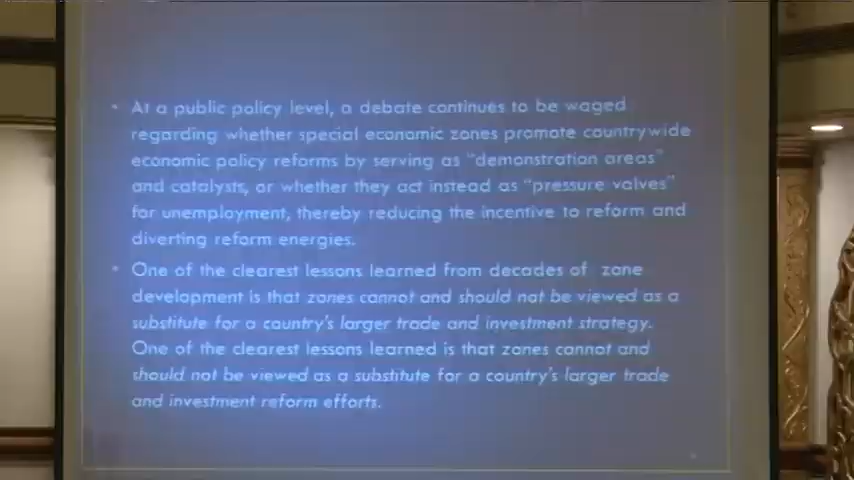 • At a public policy level, a debate continues to be waged
regarding whether special economic zones promote countrywide
economic policy reforms by serving as "demonstration areas"
and catalysts, or whether they act instead as "pressure valves"
for unemployment, thereby reducing the incentive to reform and
diverting reform energies.
• One of the clearest lessons learned from decades of zone
development is that zones cannot and should not be viewed as a
substitute for a country's larger trade and investment strategy.
One of the clearest lessons learned is that zones cannot and
should not be viewed as a substitute for a country's larger trade
and investment reform efforts.